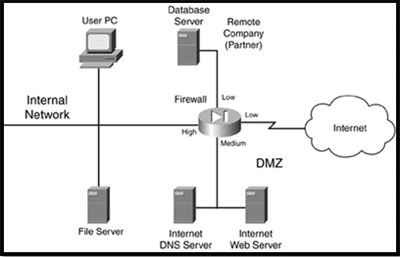 User PC
Database
Server
Remote
Company
(Partner)
Internal
Network
Firewall
Low
Low
High
Medium
Internet
DMZ
File Server
Internet
DNS Server
Internet
Web Server